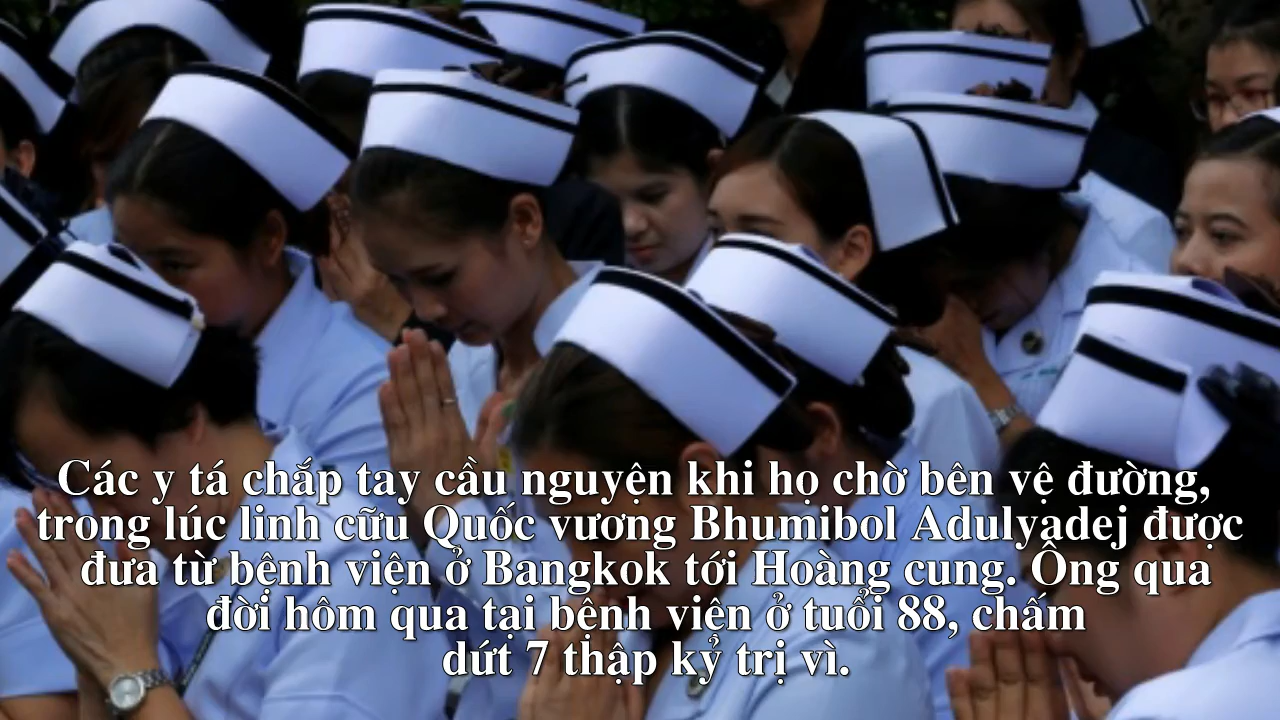 Các y tá chắp tay cầu nguyện khi họ chờ bên vệ đường,
trong lúc linh cữu Quốc vương Bhumibol Adulyadej được
đưa từ bệnh viện ở Bangkok tới Hoàng cung. Ông qua
đời hôm qua tại bệnh viện ở tuổi 88, chấm
dứt 7 thập kỷ trị vì.